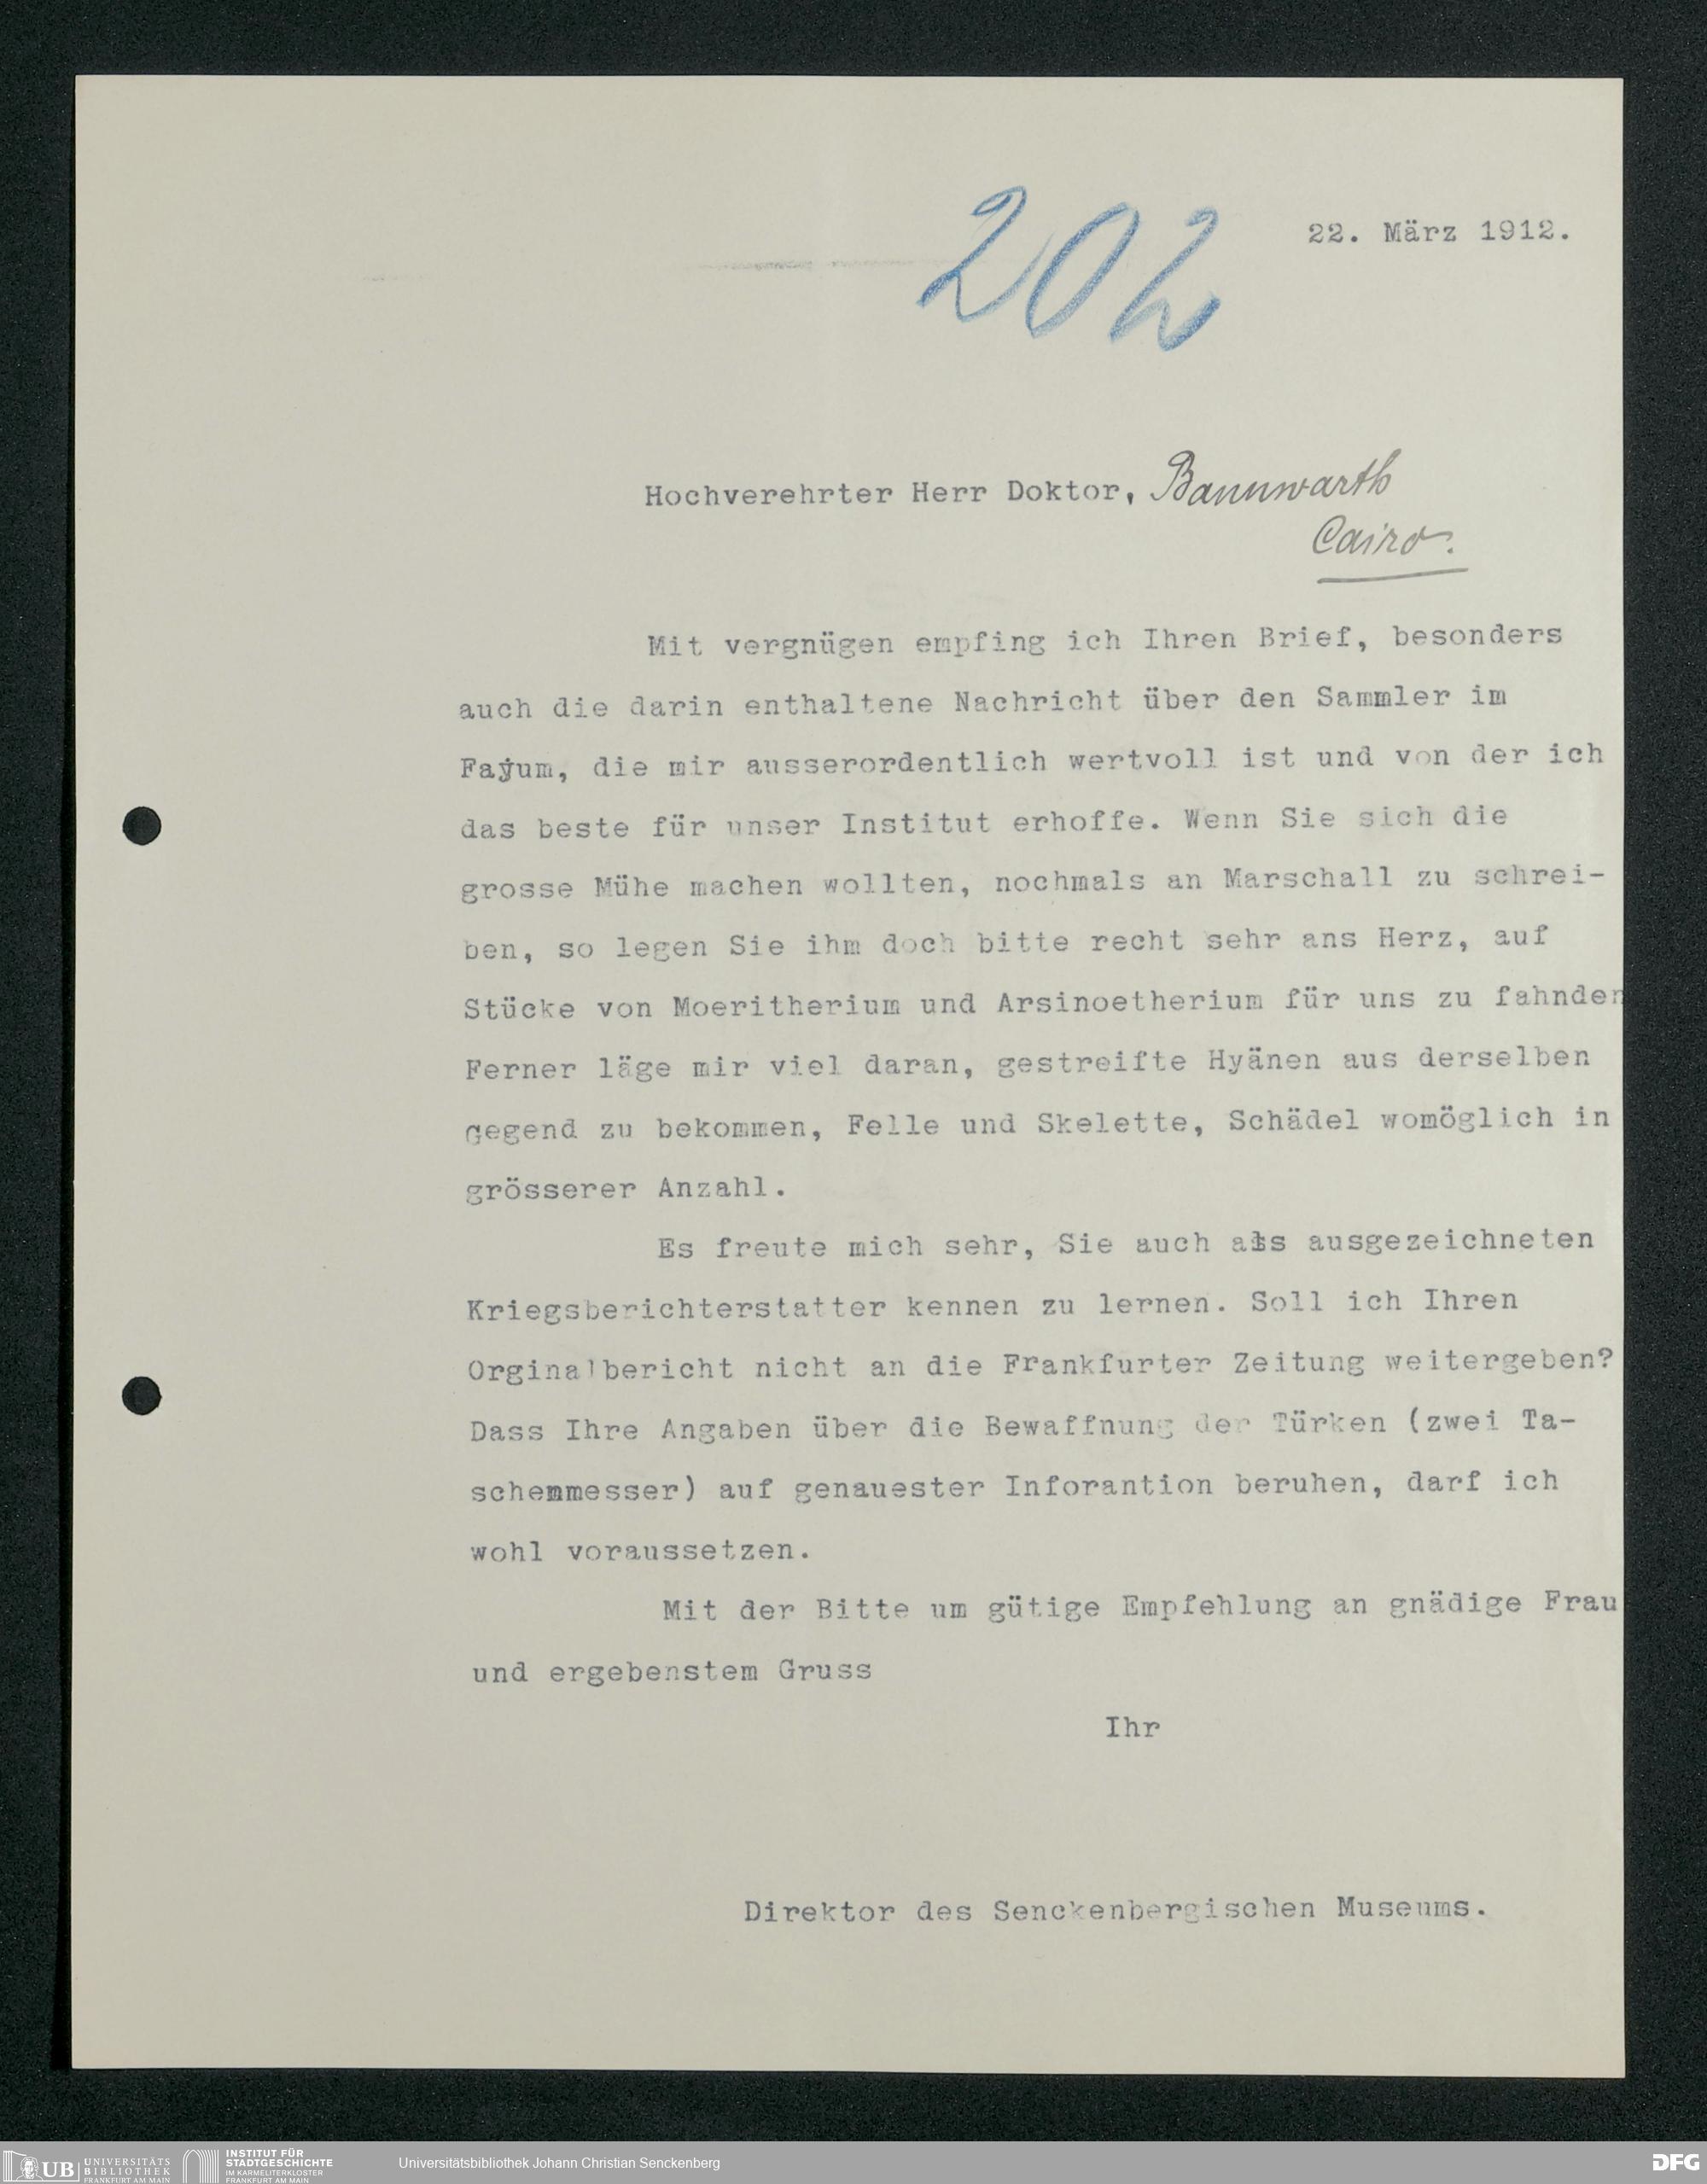 202
22. März 1912.
Hochverehrter Herr Doktor, Bannwarth
Cairo.
Mit vergnügen empfing ich Ihren Brief, besonders
auch die darin enthaltene Nachricht über den Sammler im
Faÿum, die mir ausserordentlich wertvoll ist und von der ich
das beste für unser Institut erhoffe. Wenn Sie sich die
grosse Mühe machen wollten, nochmals an Marschall zu schrei-
ben, so legen Sie ihm doch bitte recht sehr ans Herz, auf
Stücke von Moeritherium und Arsinoetherium für uns zu fahnden
Ferner läge mir viel daran, gestreifte Hyänen aus derselben
gegend zu bekommen, Felle und Skelette, Schädel womöglich in
grösserer Anzahl.
Es freute mich sehr, Sie auch als ausgezeichneten
Kriegsberichterstatter kennen zu lernen. Soll ich Ihren
Orginalbericht nicht an die Frankfurter Zeitung weitergeben?
Dass Ihre Angaben über die Bewaffnung der Türken (zwei Ta-
schemmesser) auf genauester Inforantion beruhen, darf ich
wohl voraussetzen.
Mit der Bitte um gütige Empfehlung an gnädige Frau
und ergebenstem Gruss
Ihr
Direktor des Senckenbergischen Museums.
UB UNIVERSITÄTS BIBLIOTHEK FRANKFURT AM MAIN
INSTITUT FÜR STADTGESCHICHTE IM KARMELITERKLOSTER FRANKFURT AM MAIN
Universitätsbibliothek Johann Christian Senckenberg
DFG